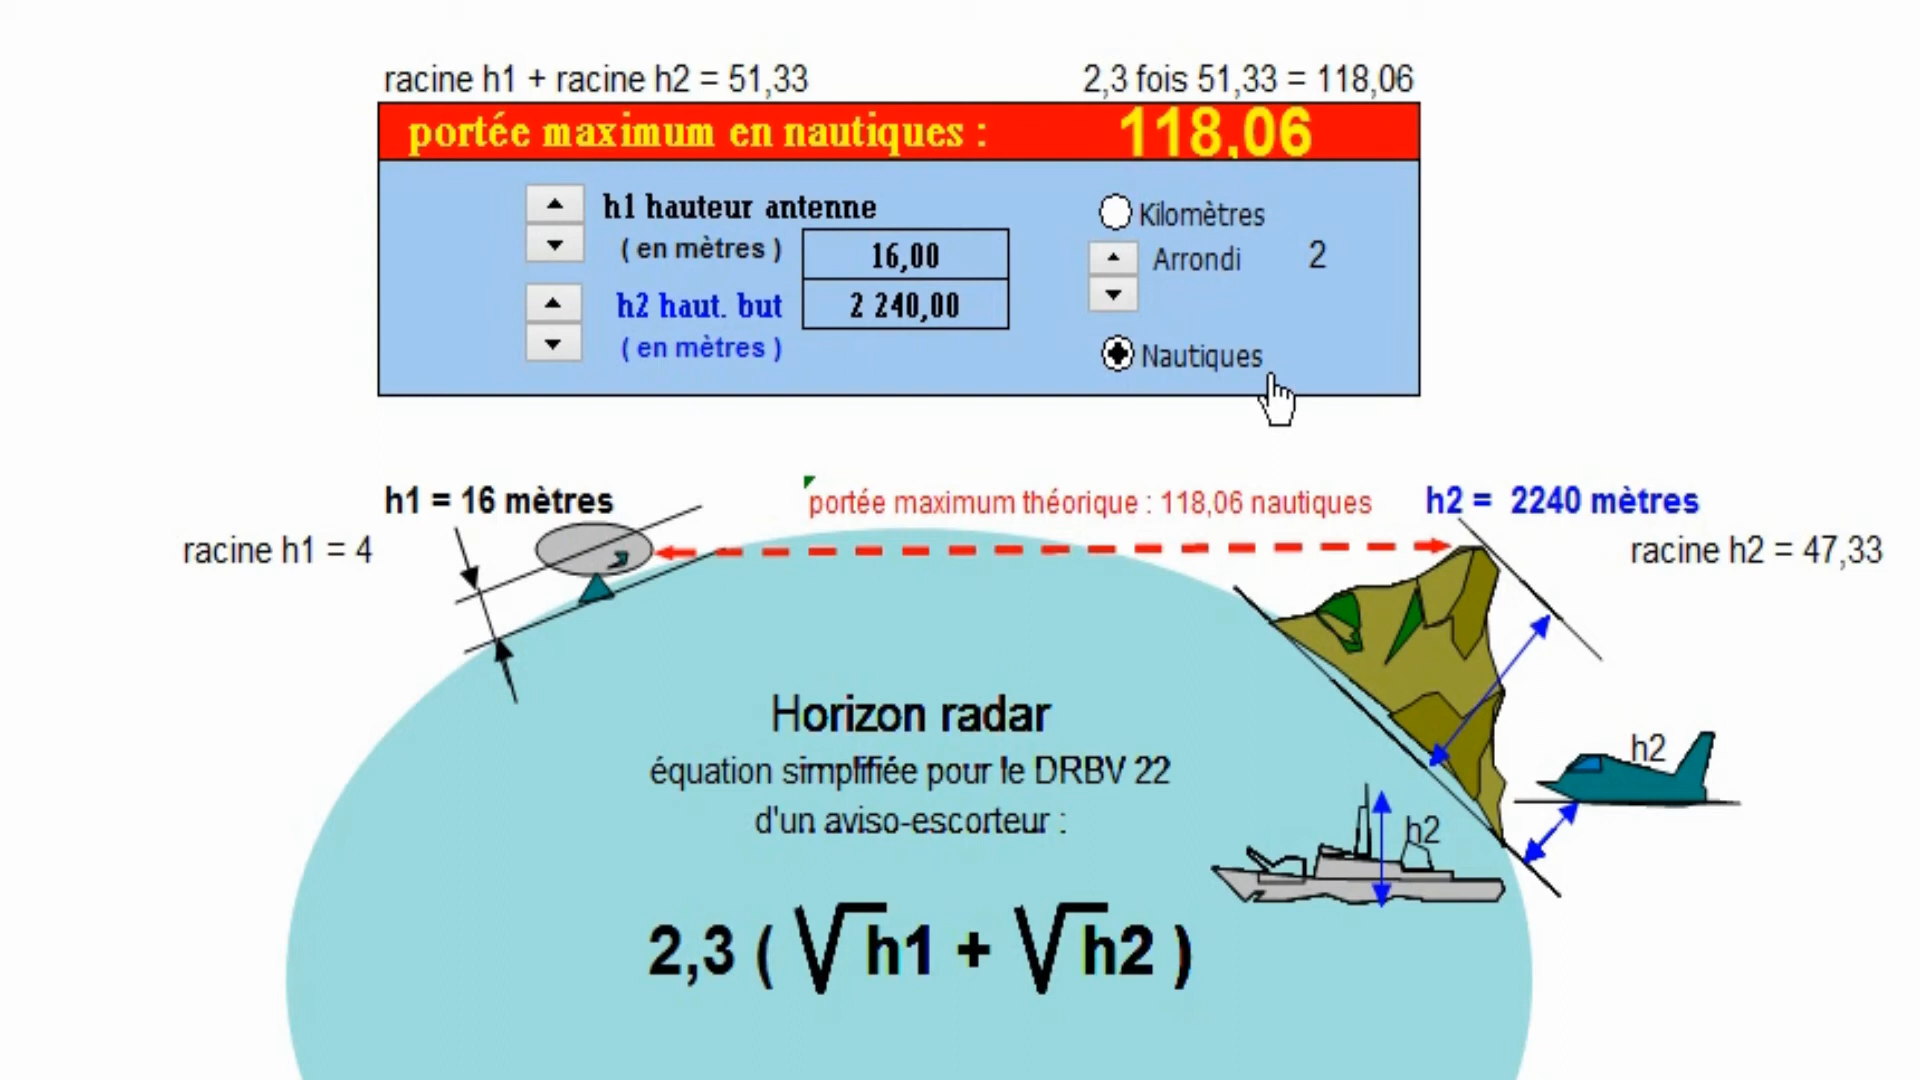 racine h1 + racine h2 = 51,33
2,3 fois 51,33 = 118,06
portée maximum en nautiques : 118,06
h1 hauteur antenne
( en mètres ) 16,00
h2 haut. but 2 240,00
( en mètres )
Kilomètres
Arrondi 2
Nautiques
h1 = 16 mètres
portée maximum théorique : 118,06 nautiques
h2 = 2240 mètres
racine h1 = 4
racine h2 = 47,33
Horizon radar
équation simplifiée pour le DRBV 22
d'un aviso-escorteur :
h2
h2
2,3 ( √h1 + √h2 )